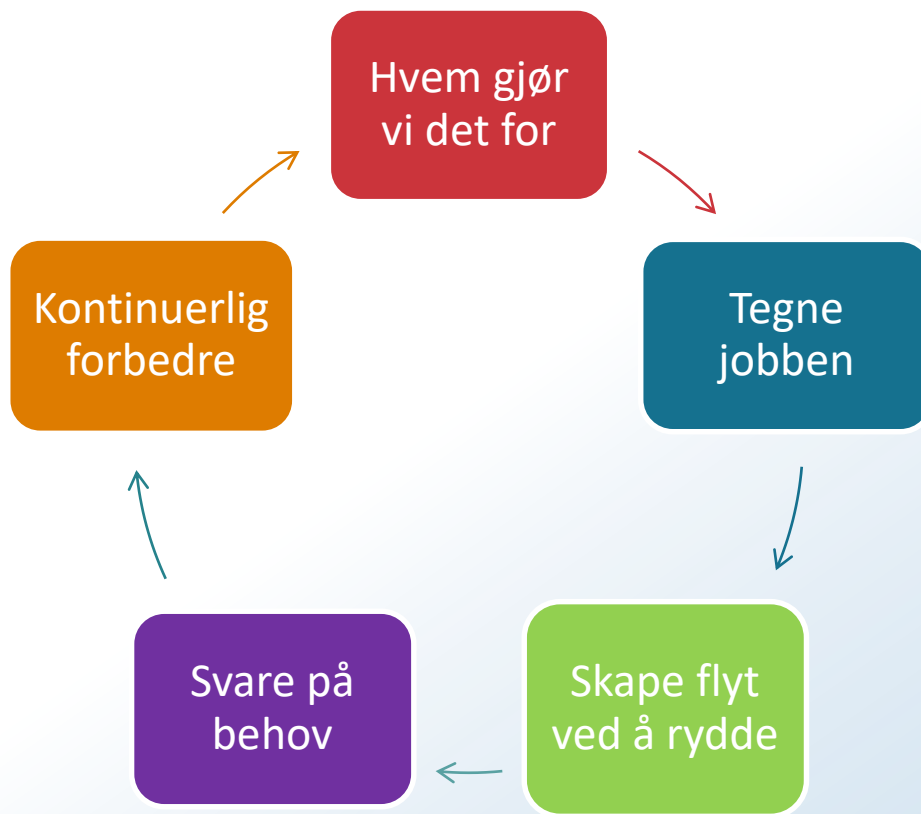 Hvem gjør
vi det for
Tegne
jobben
Skape flyt
ved å rydde
Svare på
behov
Kontinuerlig
forbedre